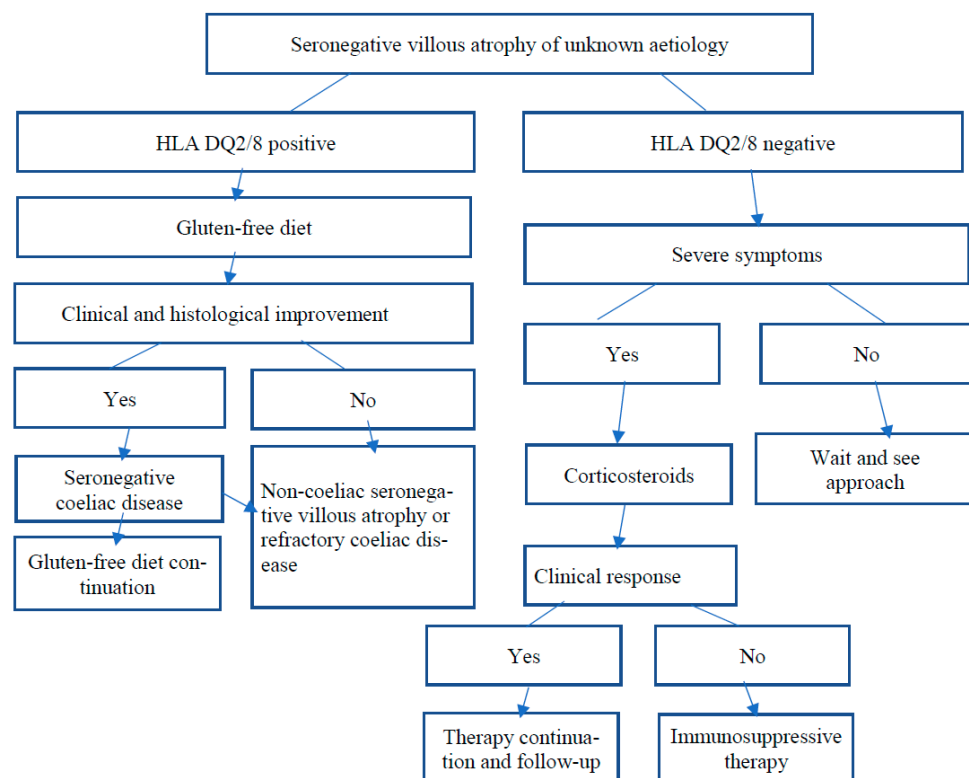 Seronegative villous atrophy of unknown aetiology
HLA DQ2/8 positive
HLA DQ2/8 negative
Gluten-free diet
Severe symptoms
Clinical and histological improvement
Yes
No
Yes
No
Seronegative
coeliac disease
Non-coeliac seronega-
tive villous atrophy or
refractory coeliac dis-
ease
Corticosteroids
Wait and see
approach
Gluten-free diet con-
tinuation
Clinical response
Yes
No
Therapy continua-
tion and follow-up
Immunosuppressive
therapy